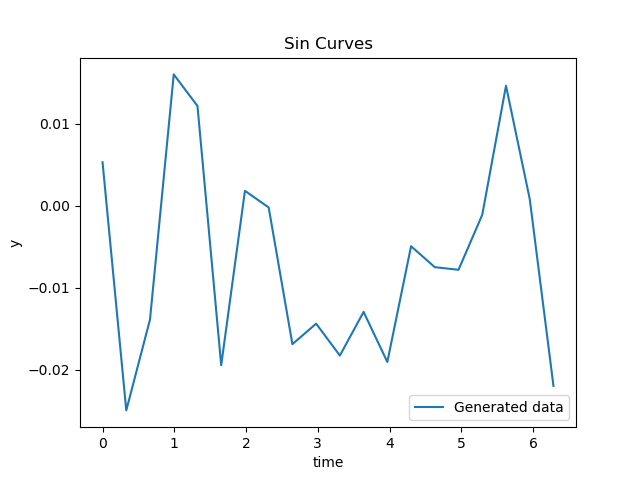 Sin Curves
y
0.01
0.00
−0.01
−0.02
0 1 2 3 4 5 6
time
Generated data